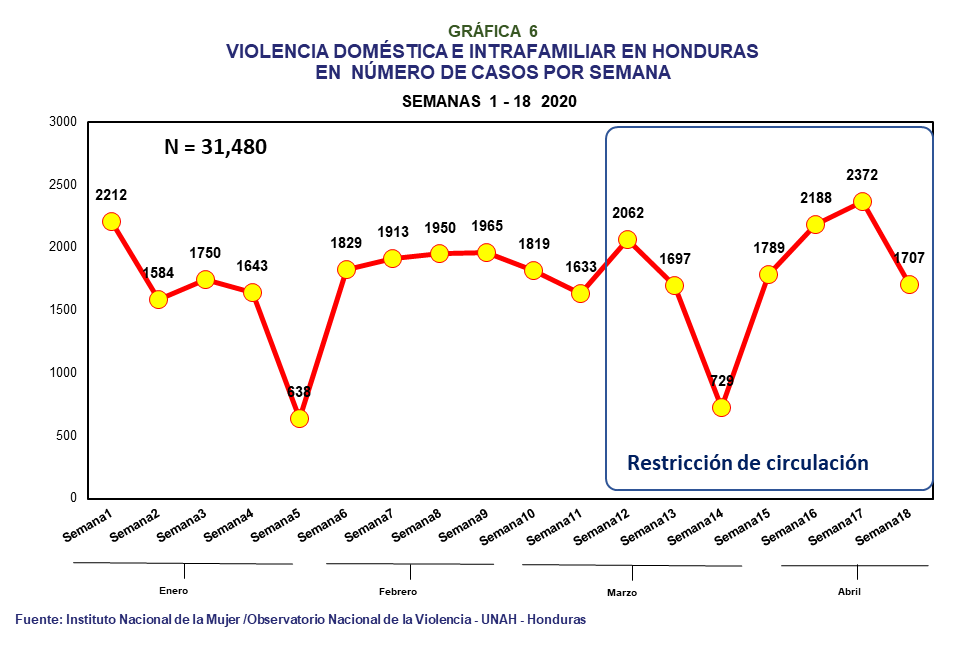 GRÁFICA 6
VIOLENCIA DOMÉSTICA E INTRAFAMILIAR EN HONDURAS
EN NÚMERO DE CASOS POR SEMANA
SEMANAS 1 - 18 2020
3000
2500
2000
1500
1000
500
0
N = 31,480
2212
1584
1750
1643
638
1829
1913
1950
1965
1819
1633
2062
1697
729
1789
2188
2372
1707
Restricción de circulación
Semana1
Semana2
Semana3
Semana4
Semana5
Semana6
Semana7
Semana8
Semana9
Semana10
Semana11
Semana12
Semana13
Semana14
Semana15
Semana16
Semana17
Semana18
Enero
Febrero
Marzo
Abril
Fuente: Instituto Nacional de la Mujer /Observatorio Nacional de la Violencia - UNAH - Honduras